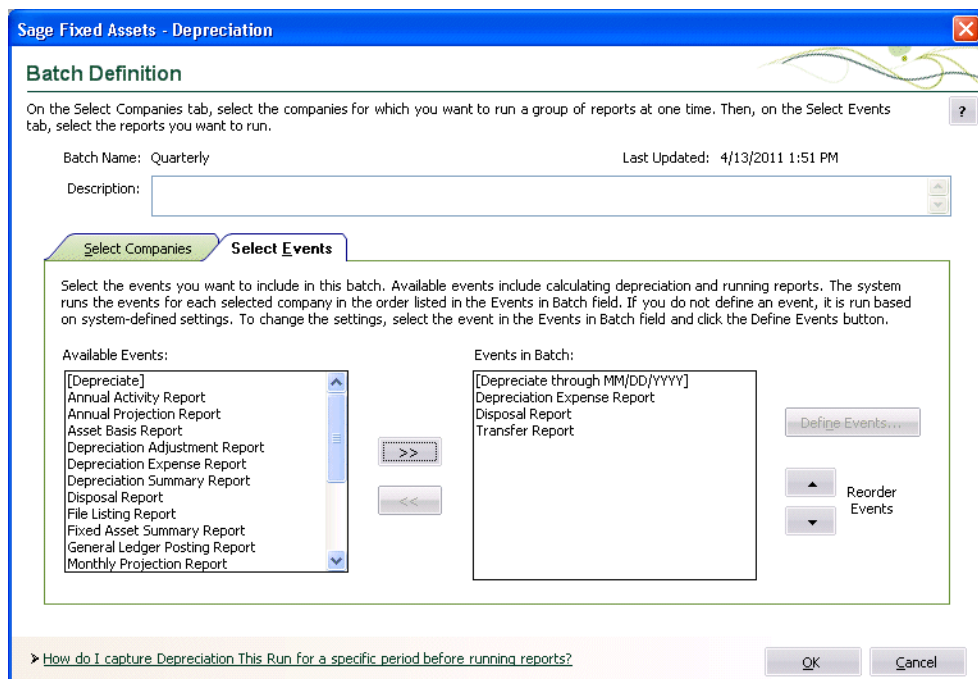 Sage Fixed Assets - Depreciation
Batch Definition
On the Select Companies tab, select the companies for which you want to run a group of reports at one time. Then, on the Select Events
tab, select the reports you want to run.
?
Batch Name: Quarterly
Last Updated: 4/13/2011 1:51 PM
Description:
Select Companies
Select Events
Select the events you want to include in this batch. Available events include calculating depreciation and running reports. The system
runs the events for each selected company in the order listed in the Events in Batch field. If you do not define an event, it is run based
on system-defined settings. To change the settings, select the event in the Events in Batch field and click the Define Events button.
Available Events:
[Depreciate]
Annual Activity Report
Annual Projection Report
Asset Basis Report
Depreciation Adjustment Report
Depreciation Expense Report
Depreciation Summary Report
Disposal Report
File Listing Report
Fixed Asset Summary Report
General Ledger Posting Report
Monthly Projection Report
>>
<<
Events in Batch:
[Depreciate through MM/DD/YYYY]
Depreciation Expense Report
Disposal Report
Transfer Report
Define Events...
Reorder
Events
How do I capture Depreciation This Run for a specific period before running reports?
OK
Cancel